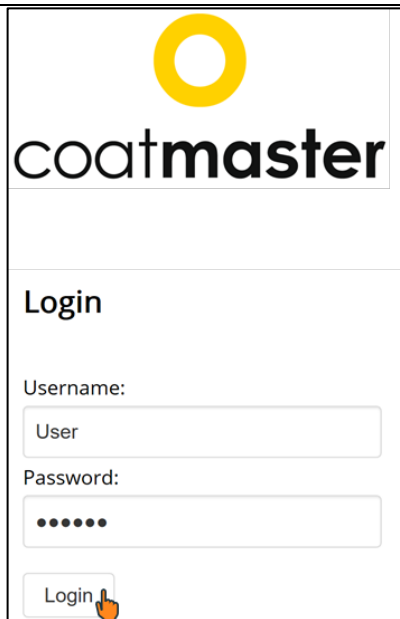 coatmaster
Login
Username:
User
Password:
••••••
Login